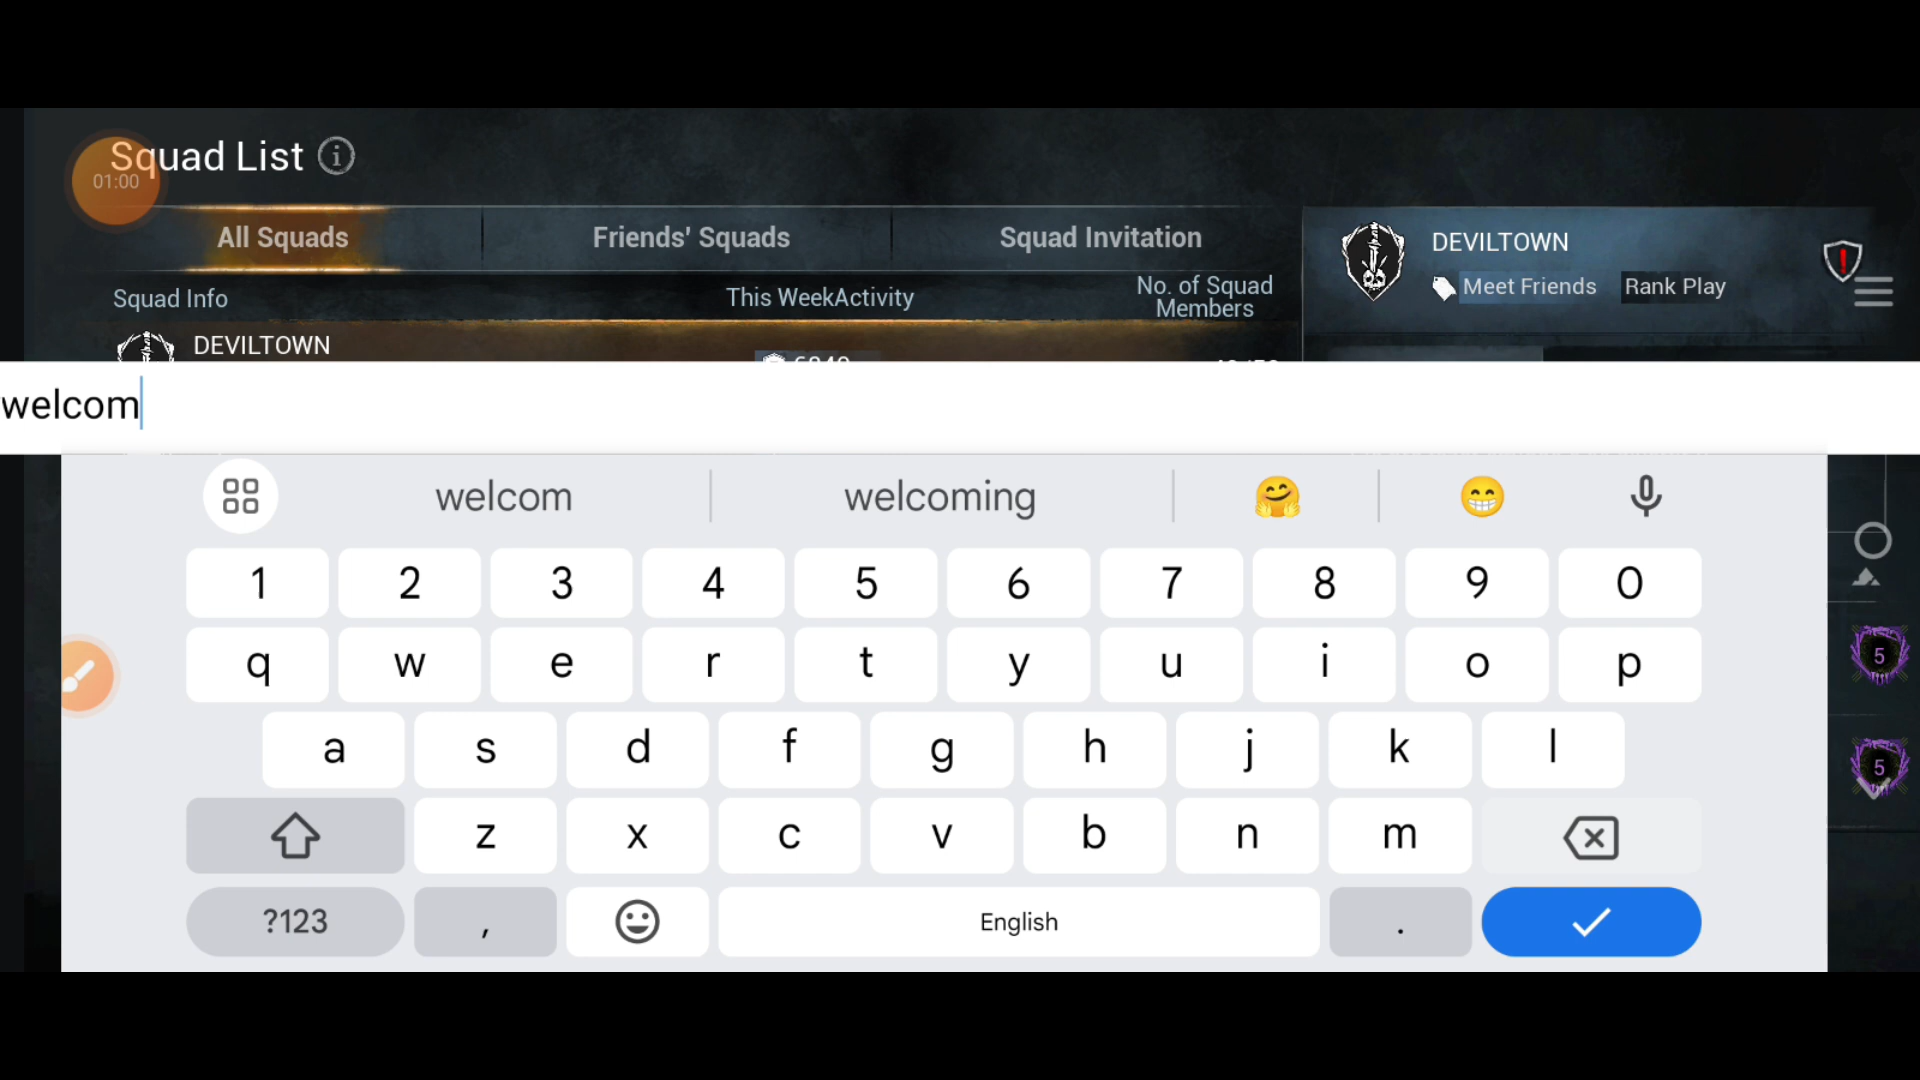 Squad List
01:00
All Squads Friends' Squads Squad Invitation
DEVILTOWN
Meet Friends Rank Play
Squad Info This WeekActivity No. of Squad Members
DEVILTOWN
welcom
welcom welcoming
1 2 3 4 5 6 7 8 9 0
q w e r t y u i o p
5
a s d f g h j k l
5
z x c v b n m
?123 , English .